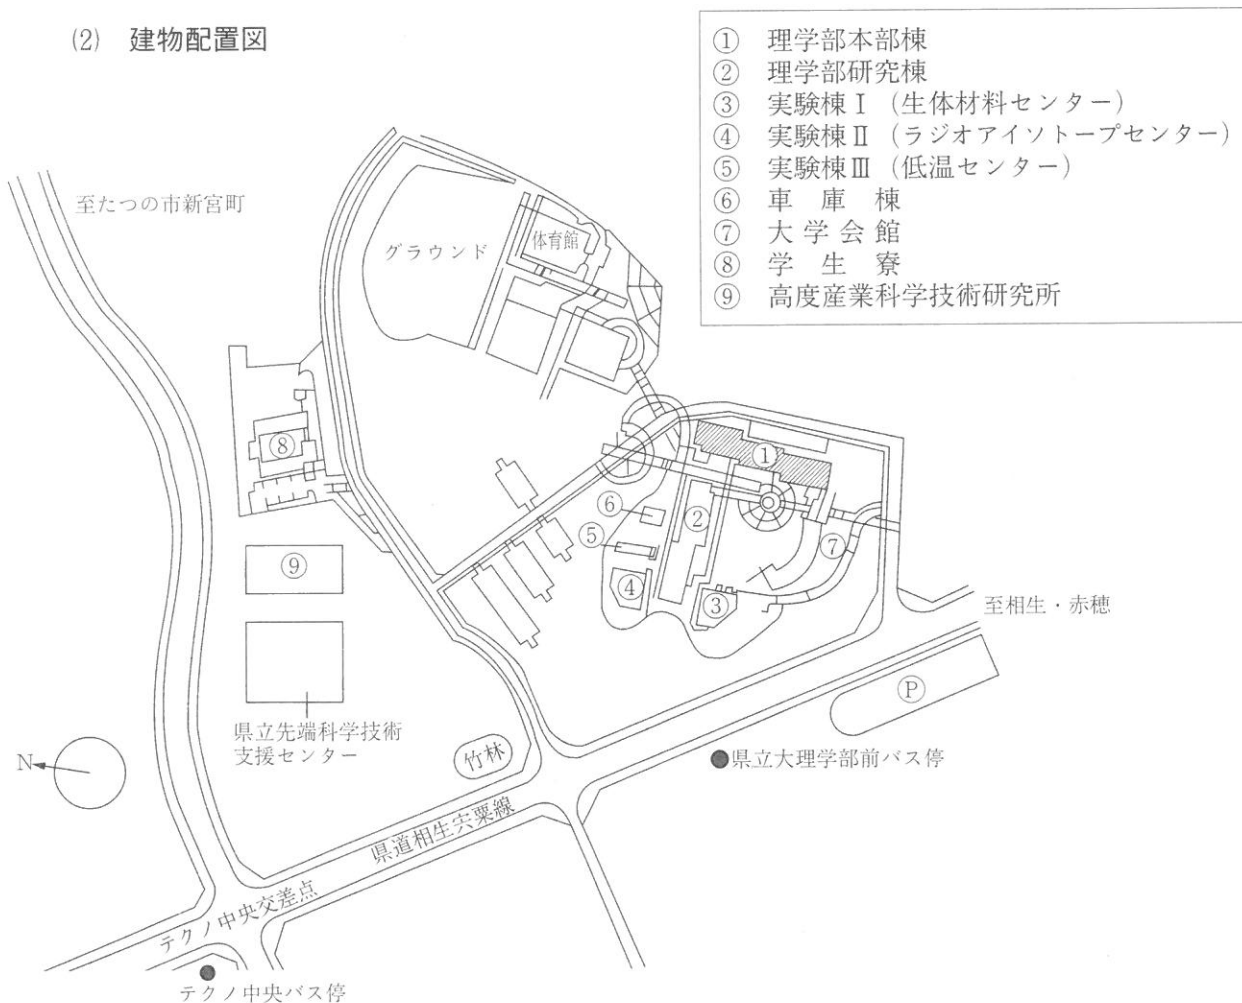 (2) 建物配置図
① 理学部本部棟
② 理学部研究棟
③ 実験棟Ⅰ(生体材料センター)
④ 実験棟Ⅱ(ラジオアイソトープセンター)
⑤ 実験棟Ⅲ(低温センター)
⑥ 車庫棟
⑦ 大学会館
⑧ 学生寮
⑨ 高度産業科学技術研究所
至たつの市新宮町
グラウンド
体育館
⑧
①
⑥
②
⑤
⑦
⑨
④
③
至相生・赤穂
Ⓟ
県立先端科学技術
支援センター
竹林
県立大理学部前バス停
N
県道相生宍粟線
テクノ中央交差点
テクノ中央バス停